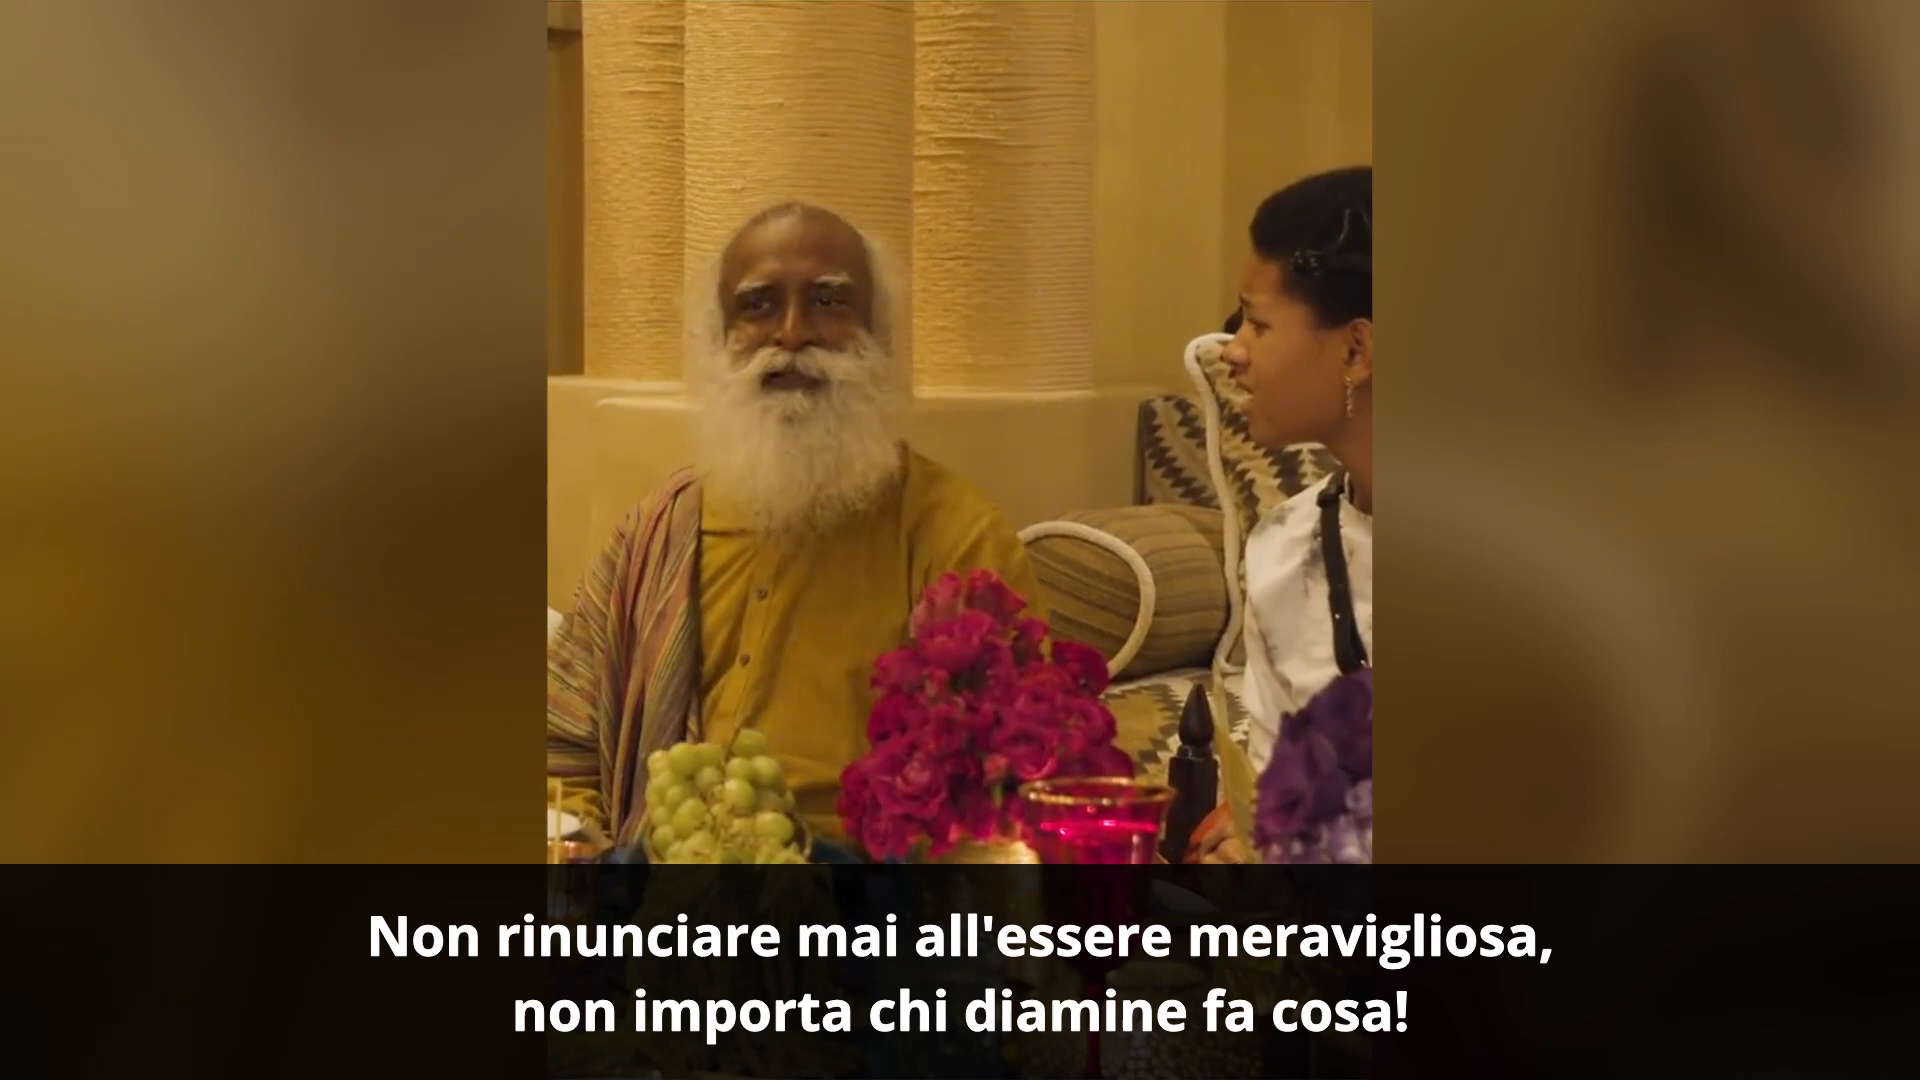 Non rinunciare mai all'essere meravigliosa,
non importa chi diamine fa cosa!